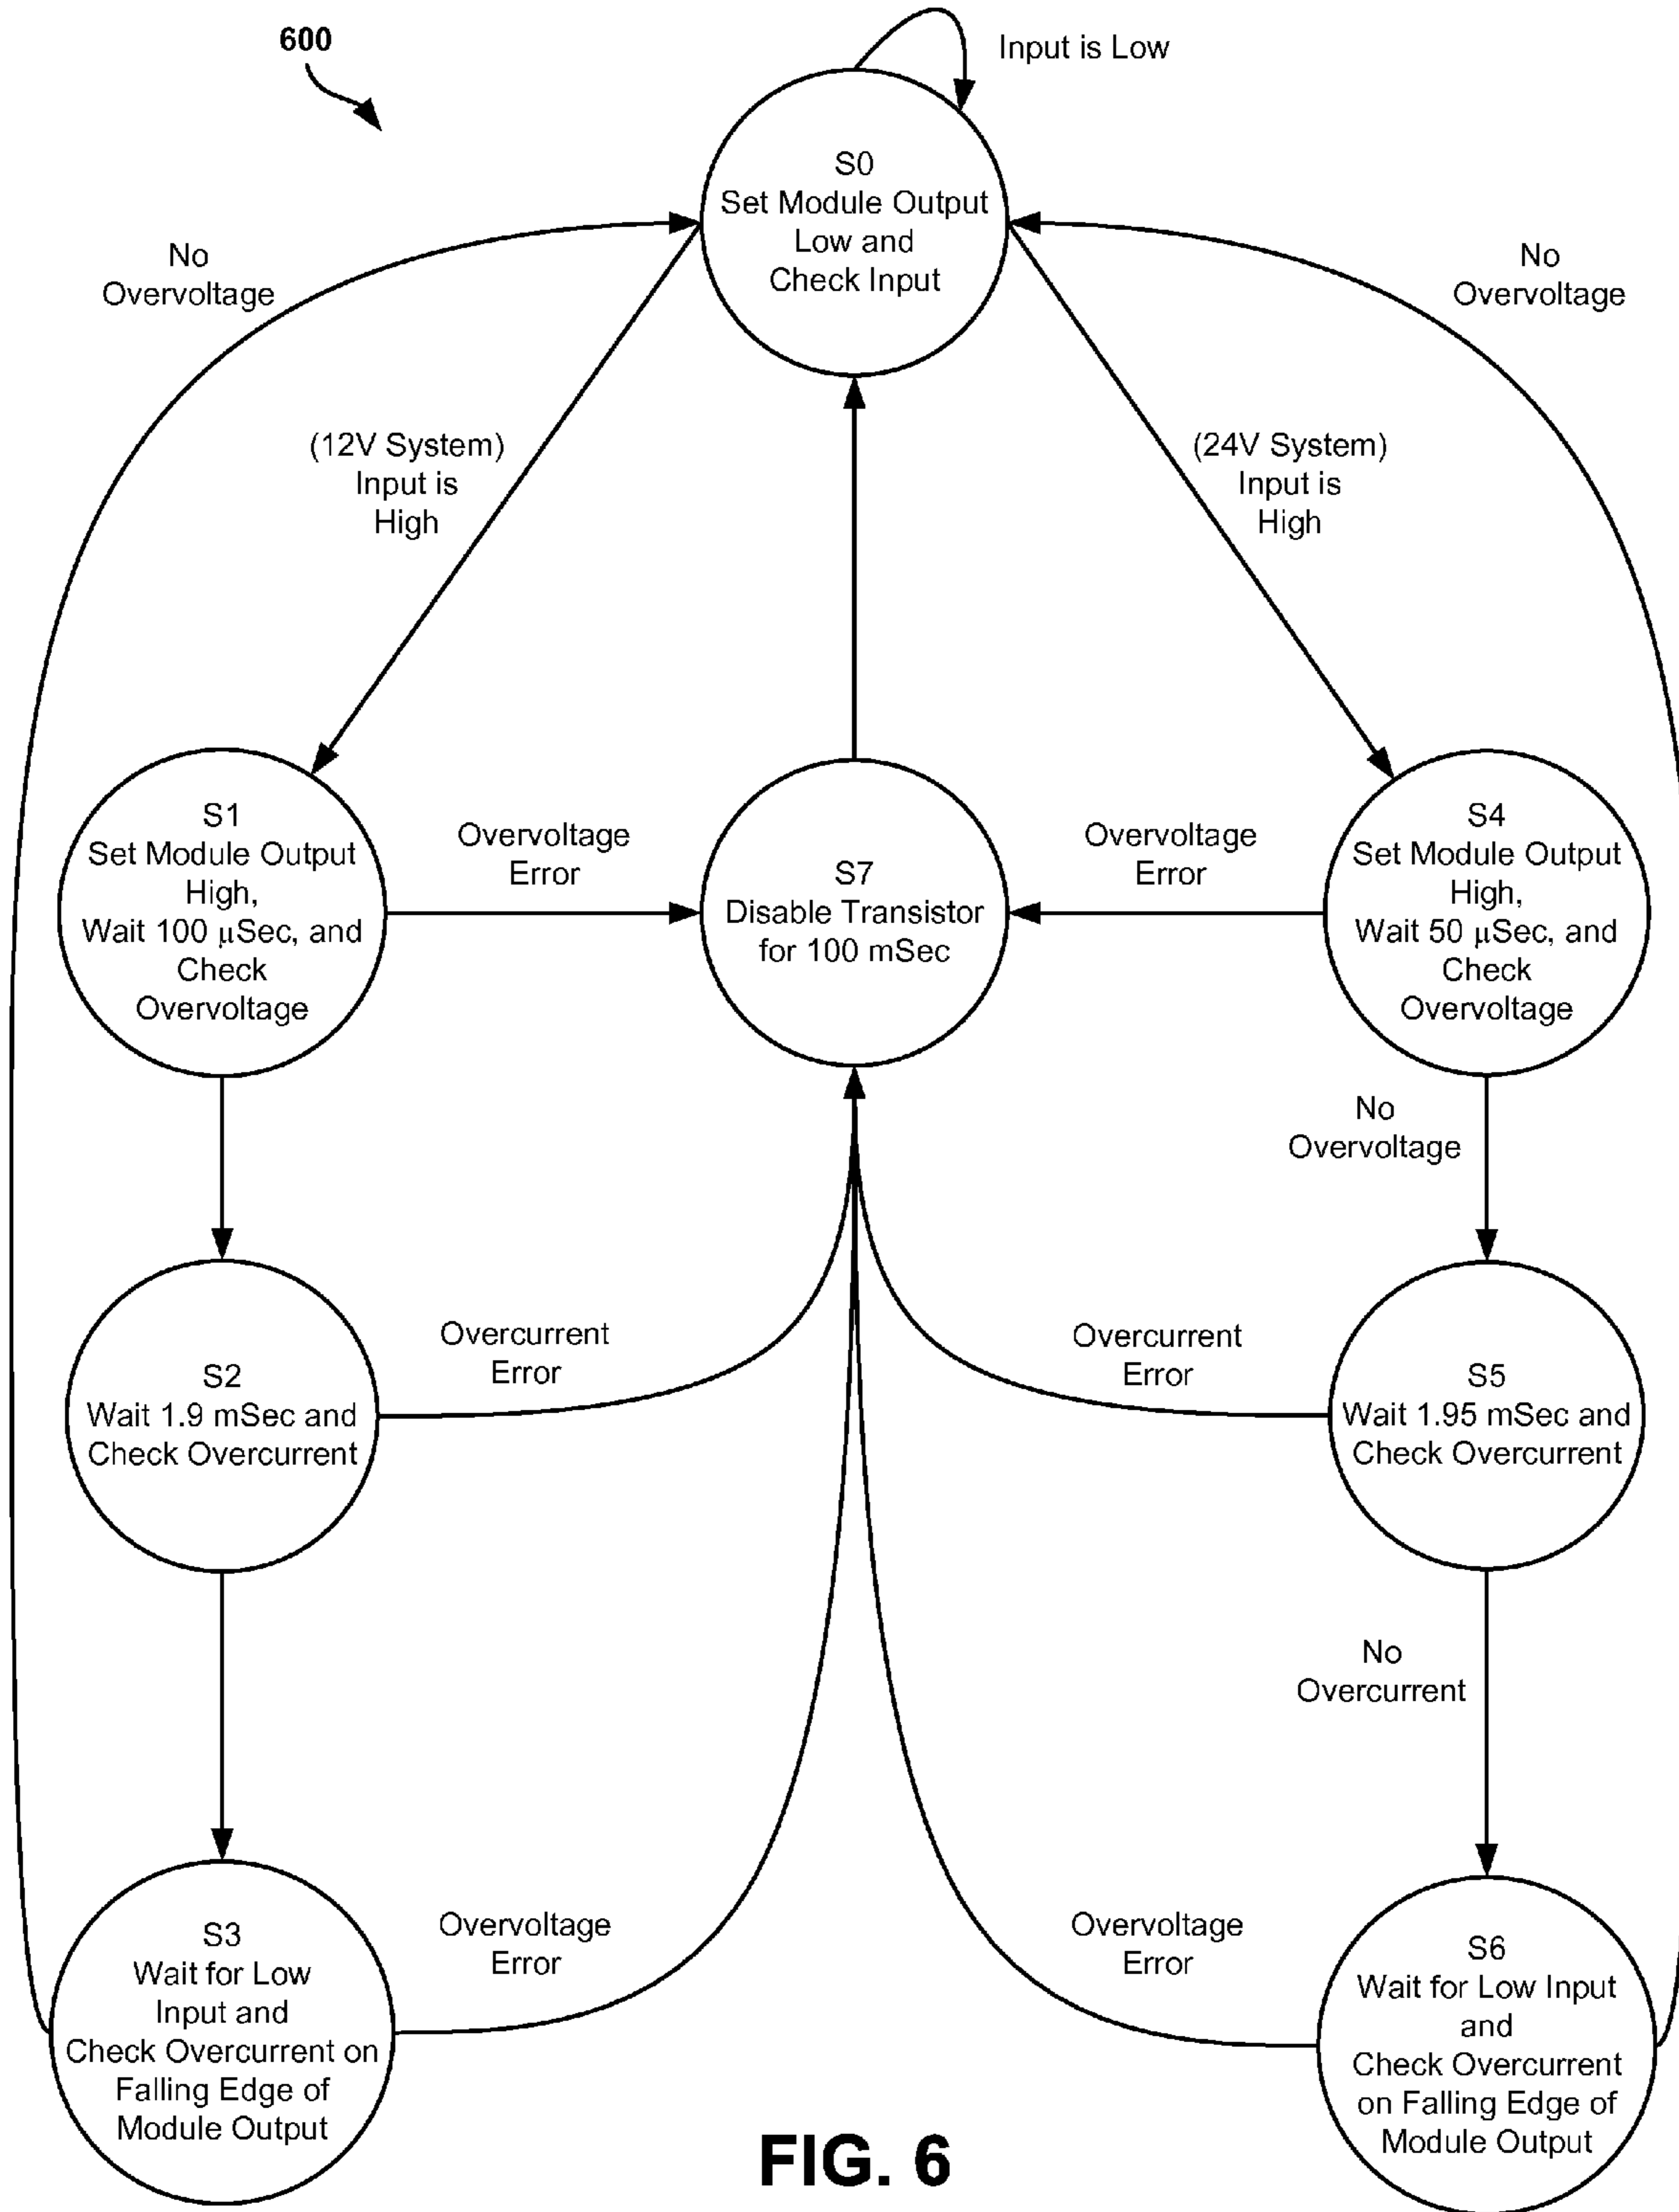 600
Input is Low
S0
Set Module Output
Low and
Check Input
No
Overvoltage
No
Overvoltage
(12V System)
Input is
High
(24V System)
Input is
High
S1
Set Module Output
High,
Wait 100 μSec, and
Check
Overvoltage
Overvoltage
Error
S7
Disable Transistor
for 100 mSec
Overvoltage
Error
S4
Set Module Output
High,
Wait 50 μSec, and
Check
Overvoltage
No
Overvoltage
S2
Wait 1.9 mSec and
Check Overcurrent
Overcurrent
Error
Overcurrent
Error
S5
Wait 1.95 mSec and
Check Overcurrent
No
Overcurrent
S3
Wait for Low
Input and
Check Overcurrent on
Falling Edge of
Module Output
Overvoltage
Error
Overvoltage
Error
S6
Wait for Low Input
and
Check Overcurrent
on Falling Edge of
Module Output
FIG. 6